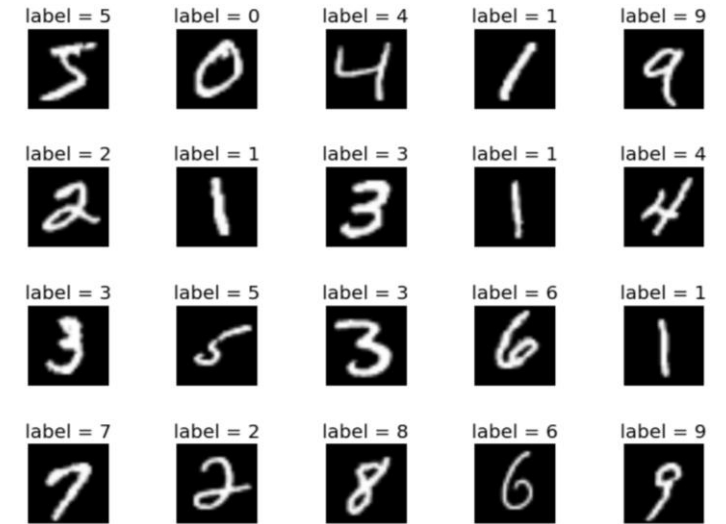 label = 5 label = 0 label = 4 label = 1 label = 9
5 0 4 1 9
label = 2 label = 1 label = 3 label = 1 label = 4
2 1 3 1 4
label = 3 label = 5 label = 3 label = 6 label = 1
3 5 3 6 1
label = 7 label = 2 label = 8 label = 6 label = 9
7 2 8 6 9